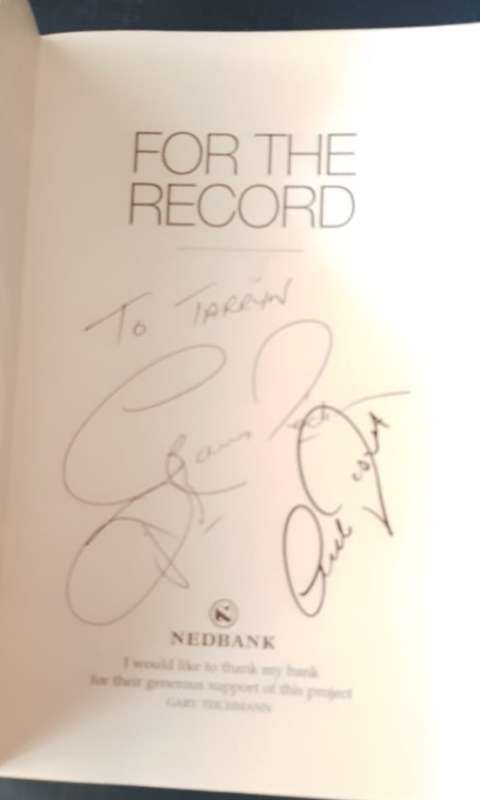 FOR THE
RECORD
TO TARRYN
NEDBANK
I would like to thank my bank
for their generous support of this project
GARY TEICHMANN